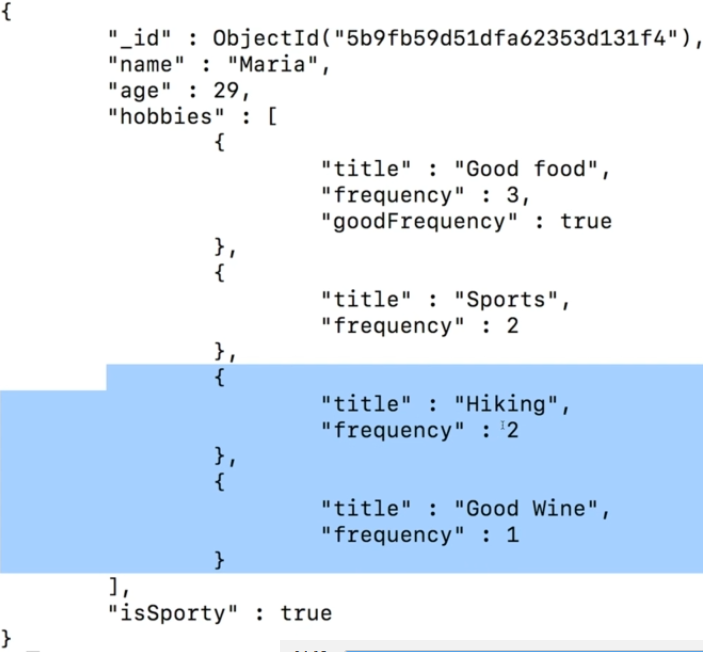 {
"_id" : ObjectId("5b9fb59d51dfa62353d131f4"),
"name" : "Maria",
"age" : 29,
"hobbies" : [
{
"title" : "Good food",
"frequency" : 3,
"goodFrequency" : true
},
{
"title" : "Sports",
"frequency" : 2
},
{
"title" : "Hiking",
"frequency" : 2
},
{
"title" : "Good Wine",
"frequency" : 1
}
],
"isSporty" : true
}